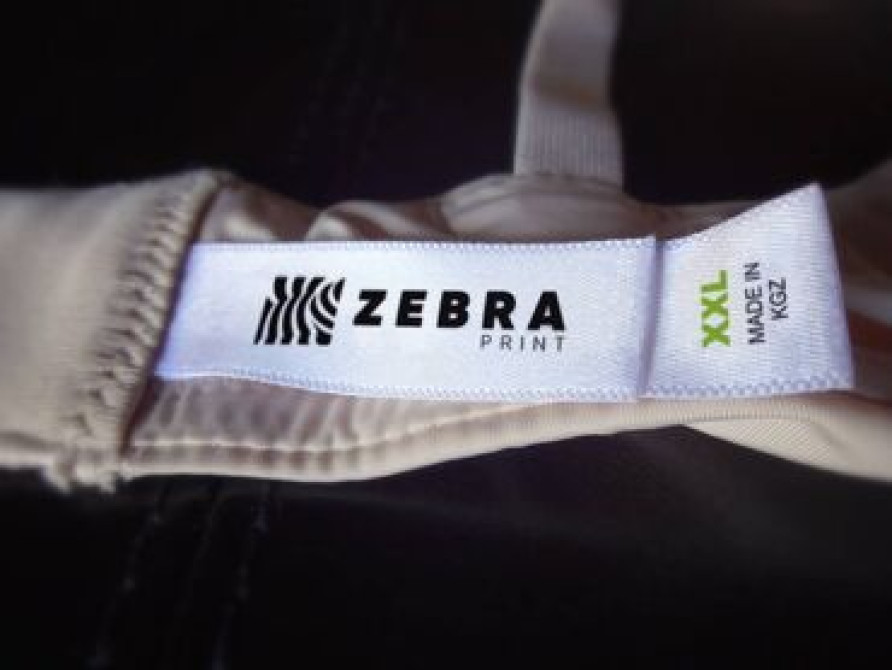 ZEBRA
PRINT
XXL
MADE IN
KGZ